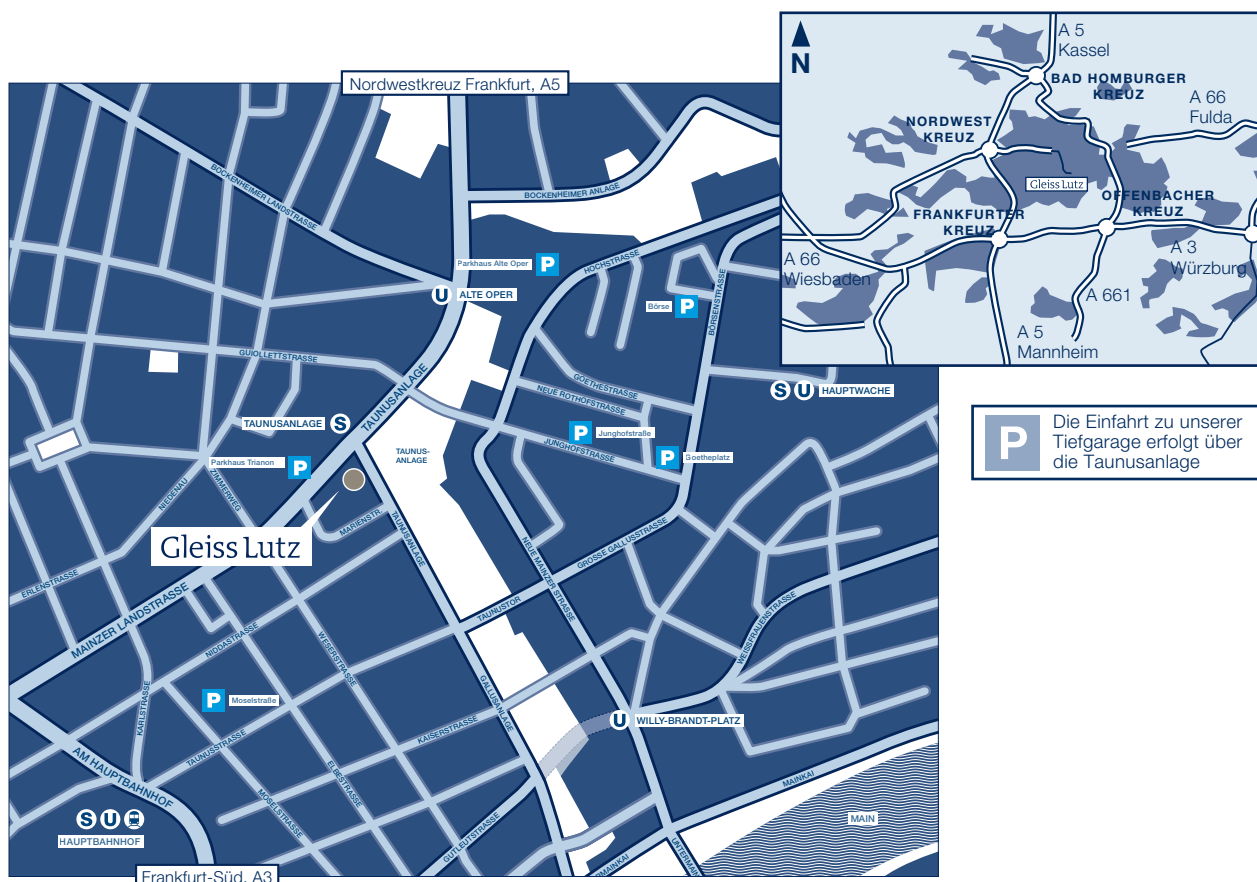 A 5
Kassel
N
BAD HOMBURGER
KREUZ
A 66
Fulda
NORDWEST
KREUZ
Gleiss Lutz
OFFENBACHER
KREUZ
FRANKFURTER
KREUZ
A 66
Wiesbaden
A 3
Würzburg
A 661
A 5
Mannheim
Nordwestkreuz Frankfurt, A5
BOCKENHEIMER LANDSTRASSE
BOCKENHEIMER ANLAGE
Parkhaus Alte Oper
P
HOCHSTRASSE
U
ALTE OPER
Börse
P
BÖRSENSTRASSE
GUIOLLETTSTRASSE
TAUNUSANLAGE
GOETHESTRASSE
NEUE ROTHOFSTRASSE
S U
HAUPTWACHE
TAUNUSANLAGE
S
P
Junghofstraße
JUNGHOFSTRASSE
P
Goetheplatz
TAUNUS-
ANLAGE
P
Die Einfahrt zu unserer
Tiefgarage erfolgt über
die Taunusanlage
Parkhaus Trianon
P
NIEDENAU
ZIMMERWEG
MARIENSTR.
TAUNUSANLAGE
Gleiss Lutz
NEUE MAINZER STRASSE
GROSSE GALLUSSTRASSE
ERLENSTRASSE
MAINZER LANDSTRASSE
TAUNUSTOR
WEISSFRAUENSTRASSE
NIDDASTRASSE
WESERSTRASSE
KARLSTRASSE
P
Moselstraße
GALLUSANLAGE
U
WILLY-BRANDT-PLATZ
KAISERSTRASSE
TAUNUSSTRASSE
AM HAUPTBAHNHOF
ELBESTRASSE
MOSELSTRASSE
MAINKAI
S U
HAUPTBAHNHOF
MAIN
GUTLEUTSTRASSE
Frankfurt-Süd, A3